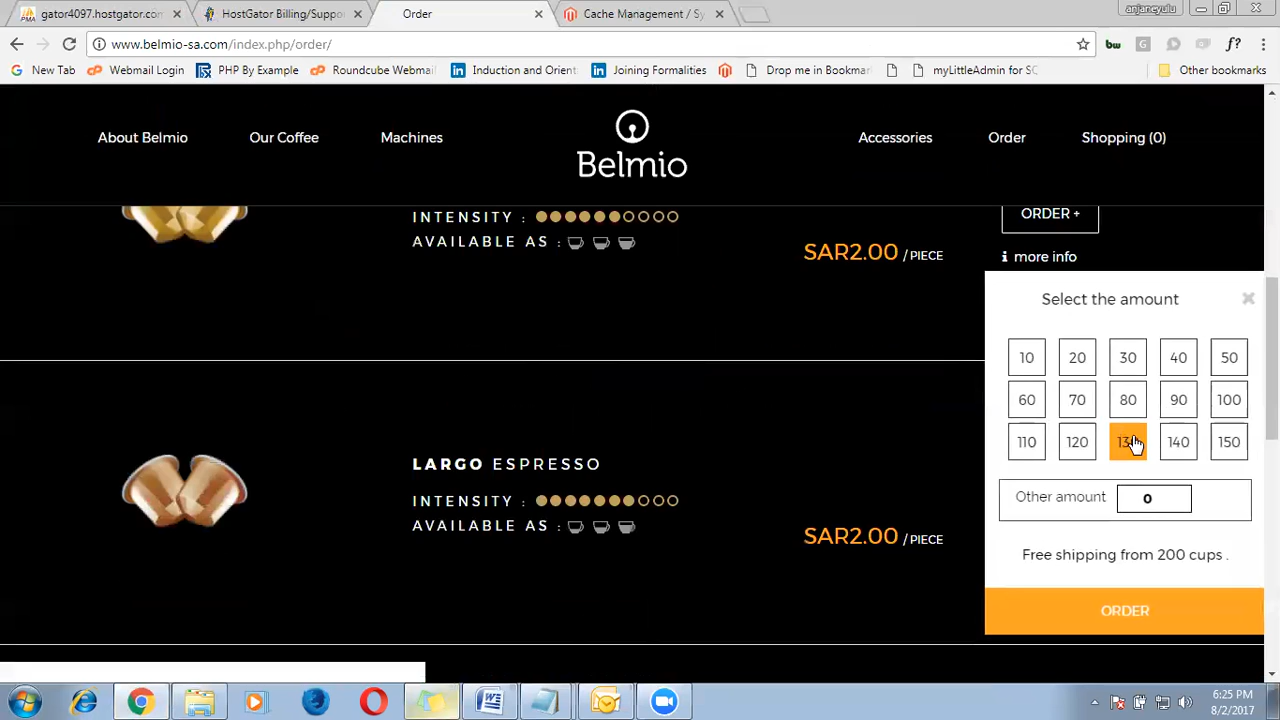 gator4097.hostgator.com
HostGator Billing/Suppo
Order
Cache Management / Sy
anjaneyulu
www.belmio-sa.com/index.php/order/
New Tab
Webmail Login
PHP By Example
Roundcube Webmai
Induction and Orient
Joining Formalities
Drop me in Bookmar
myLittleAdmin for SC
Other bookmarks
About Belmio
Our Coffee
Machines
Belmio
Accessories
Order
Shopping (0)
INTENSITY :
AVAILABLE AS :
SAR2.00 / PIECE
ORDER +
more info
Select the amount
10 20 30 40 50
60 70 80 90 100
110 120 140 150
Other amount 0
Free shipping from 200 cups .
ORDER
LARGO ESPRESSO
INTENSITY :
AVAILABLE AS :
SAR2.00 / PIECE
6:25 PM
8/2/2017